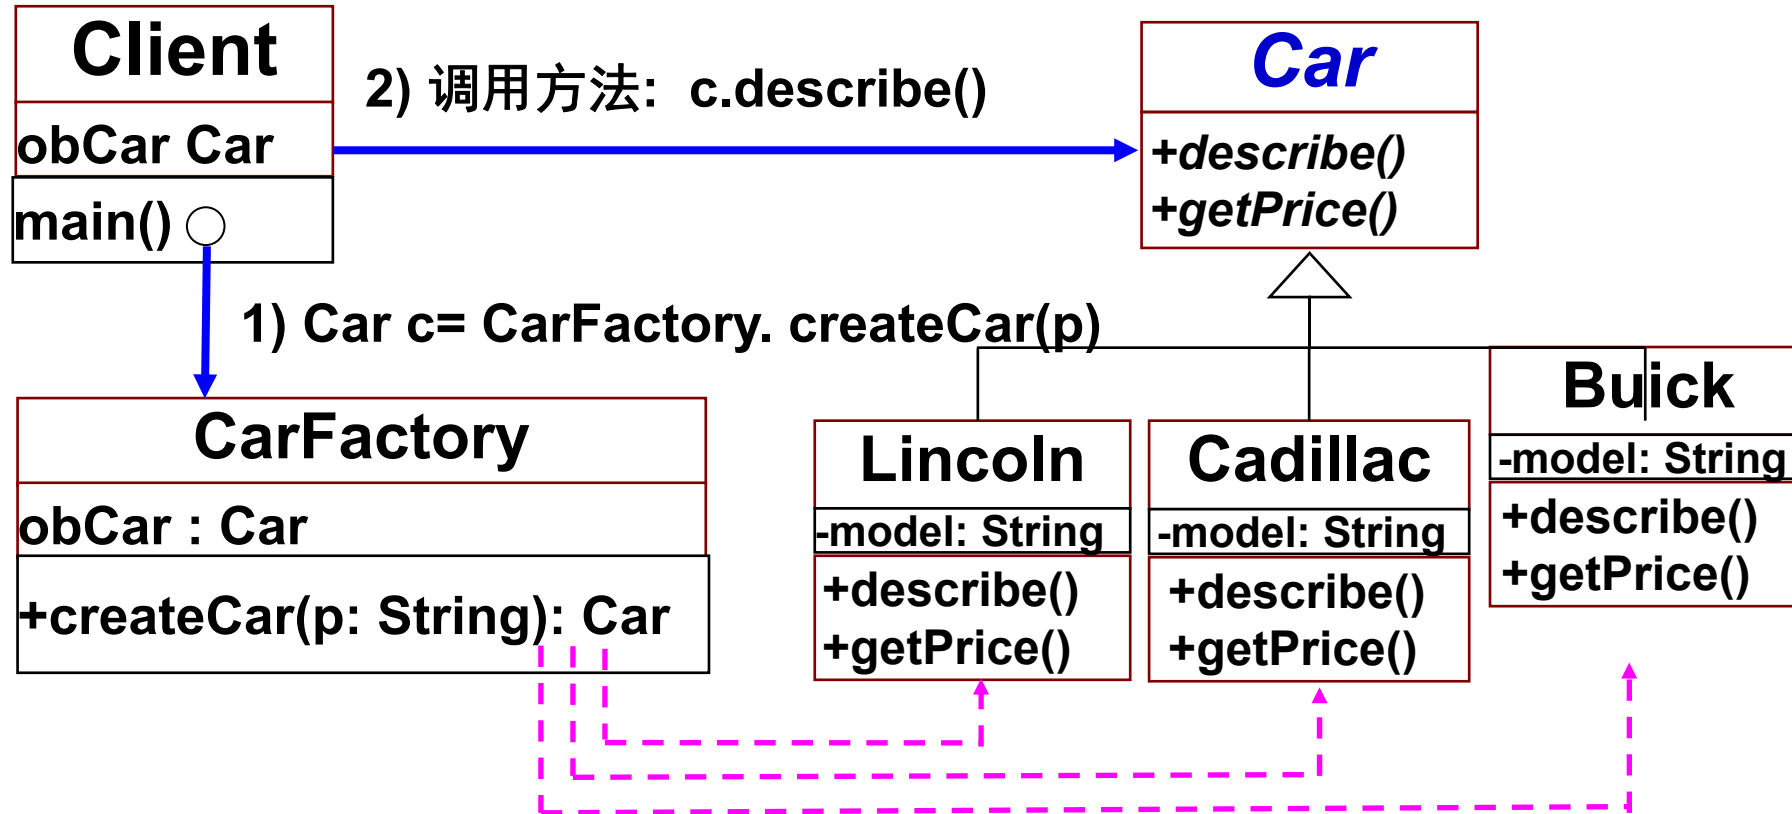 Client
obCar Car
main()
2) 调用方法: c.describe()
Car
+describe()
+getPrice()
1) Car c= CarFactory. createCar(p)
CarFactory
obCar : Car
+createCar(p: String): Car
Lincoln
-model: String
+describe()
+getPrice()
Cadillac
-model: String
+describe()
+getPrice()
Buick
-model: String
+describe()
+getPrice()